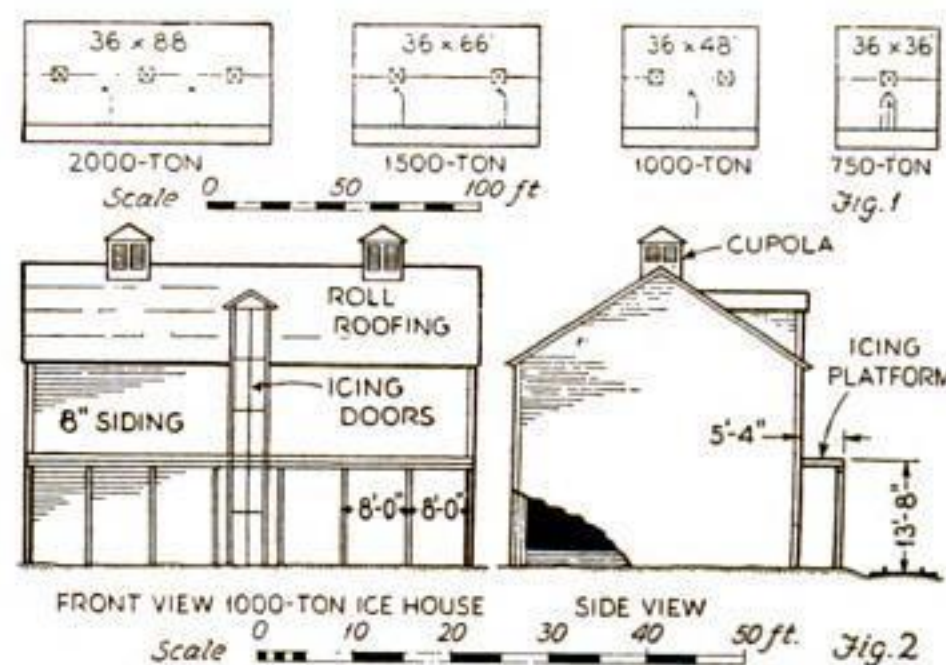 36 x 88'
36 x 66'
36 x 48'
36 x 36'
2000-TON
1500-TON
1000-TON
750-TON
Scale 0 50 100 ft
Fig. 1
CUPOLA
ROLL
ROOFING
ICING
PLATFORM
ICING
DOORS
8" SIDING
5'-4"
8'-0" 8'-0"
13'-8"
FRONT VIEW 1000-TON ICE HOUSE
SIDE VIEW
Scale 0 10 20 30 40 50 ft.
Fig. 2